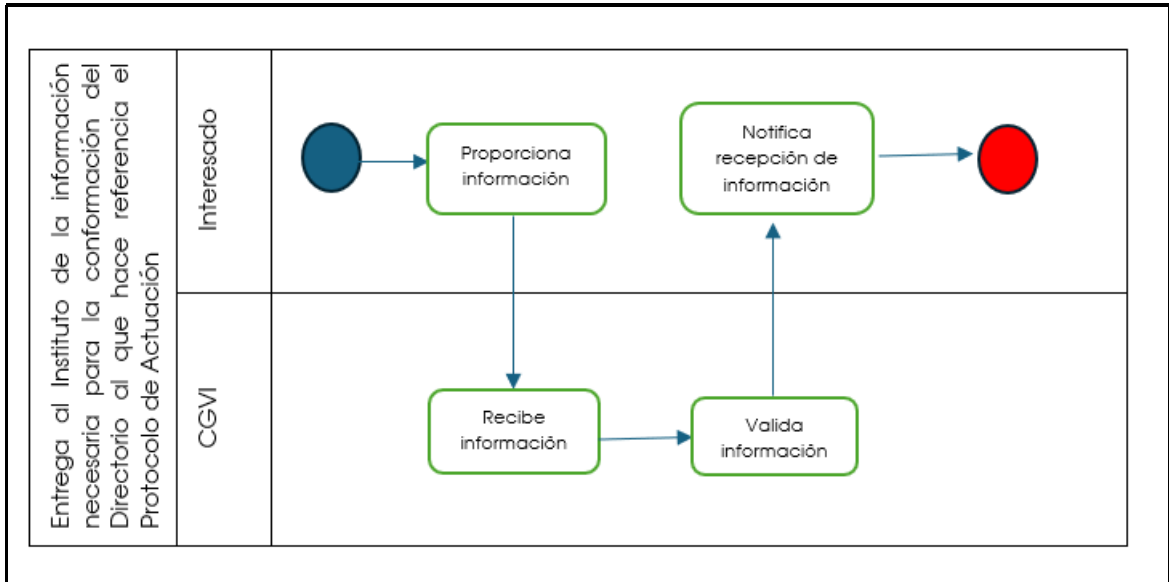 Entrega al Instituto de la información
necesaria para la conformación del
Directorio al que hace referencia el
Protocolo de Actuación
Interesado
Proporciona
información
Notifica
recepción de
información
CGVI
Recibe
información
Valida
información